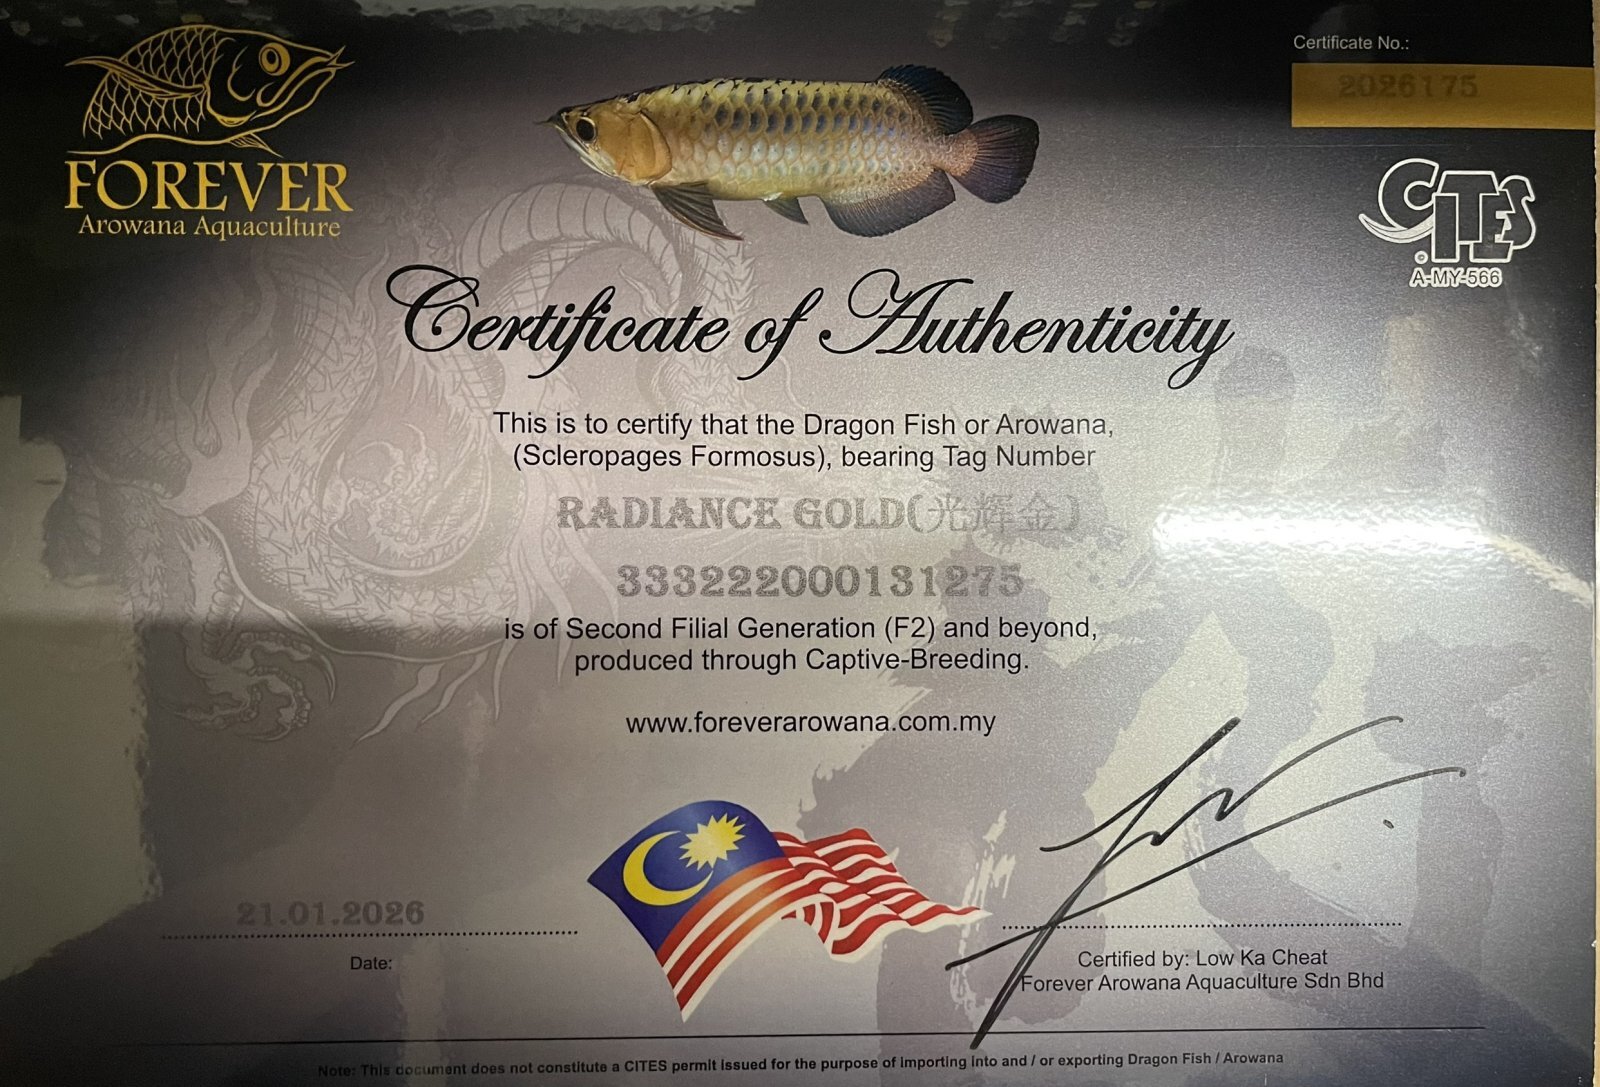 FOREVER
Arowana Aquaculture
Certificate No.:
2026175
CITES
A-MY-566
Certificate of Authenticity
This is to certify that the Dragon Fish or Arowana,
(Scleropages Formosus), bearing Tag Number
RADIANCE GOLD(光辉金)
333222000131275
is of Second Filial Generation (F2) and beyond,
produced through Captive-Breeding.
www.foreverarowana.com.my
21.01.2026
Date:
Certified by: Low Ka Cheat
Forever Arowana Aquaculture Sdn Bhd
Note: This document does not constitute a CITES permit issued for the purpose of importing into and / or exporting Dragon Fish / Arowana